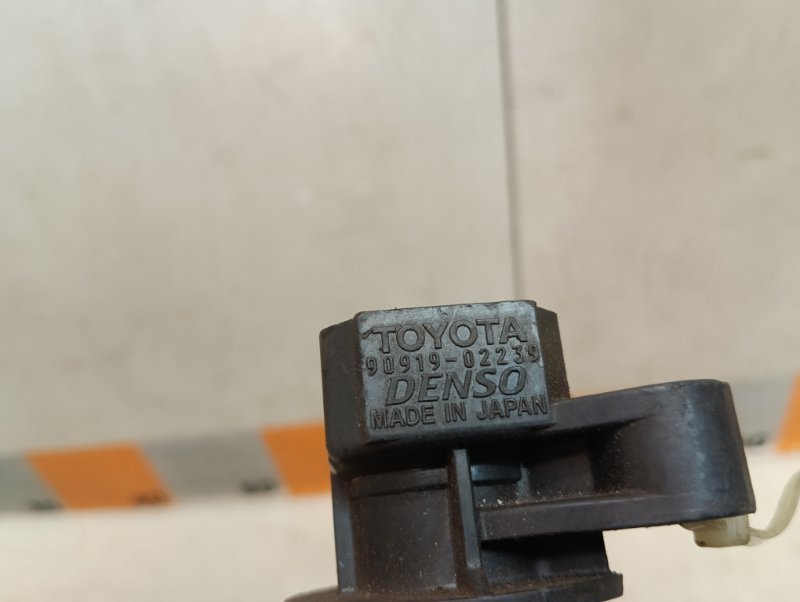 TOYOTA
90919-02239
DENSO
MADE IN JAPAN